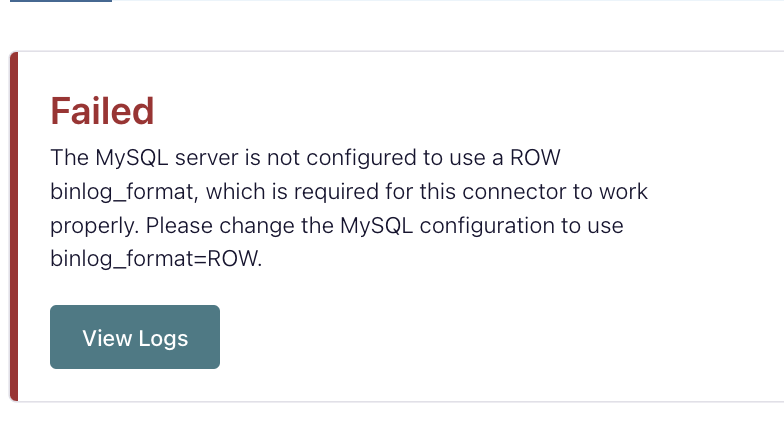 Failed
The MySQL server is not configured to use a ROW
binlog_format, which is required for this connector to work
properly. Please change the MySQL configuration to use
binlog_format=ROW.
View Logs